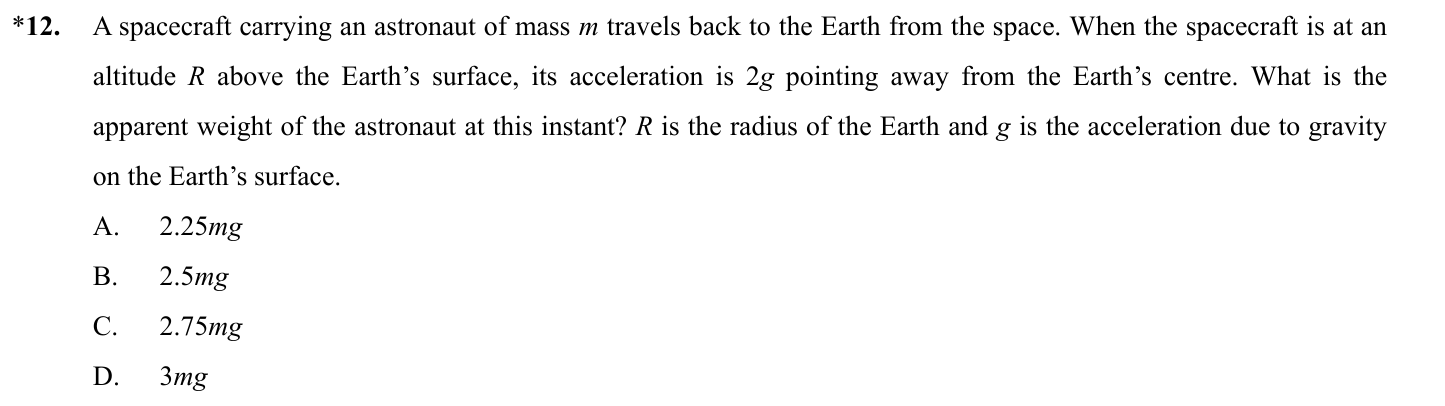 *12. A spacecraft carrying an astronaut of mass m travels back to the Earth from the space. When the spacecraft is at an
altitude R above the Earth’s surface, its acceleration is 2g pointing away from the Earth’s centre. What is the
apparent weight of the astronaut at this instant? R is the radius of the Earth and g is the acceleration due to gravity
on the Earth’s surface.
A. 2.25mg
B. 2.5mg
C. 2.75mg
D. 3mg